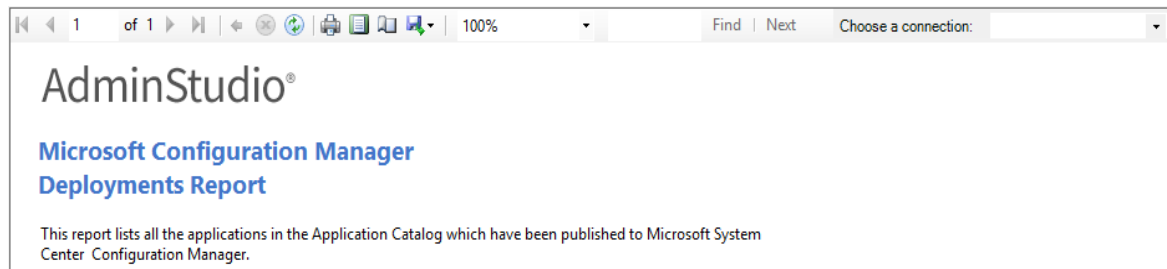 1 of 1 100% Find | Next Choose a connection:
AdminStudio®
Microsoft Configuration Manager
Deployments Report
This report lists all the applications in the Application Catalog which have been published to Microsoft System
Center Configuration Manager.